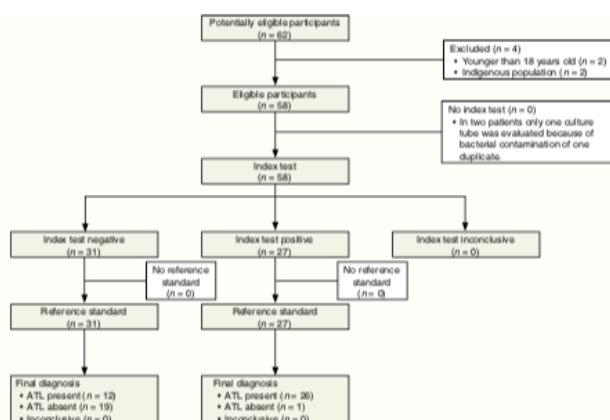 Potentially eligible participants
(n = 62)
Excluded (n = 4)
• Younger than 18 years old (n = 2)
• Indigenous population (n = 2)
Eligible participants
(n = 58)
No index test (n = 0)
• In two patients only one culture
tube was evaluated because of
bacterial contamination of one
duplicate.
Index test
(n = 58)
Index test negative
(n = 31)
Index test positive
(n = 27)
Index test inconclusive
(n = 0)
No reference
standard
(n = 0)
No reference
standard
(n = 0)
Reference standard
(n = 31)
Reference standard
(n = 27)
Final diagnosis
• ATL present (n = 12)
• ATL absent (n = 19)
• Inconclusive (n = 0)
Final diagnosis
• ATL present (n = 26)
• ATL absent (n = 1)
• Inconclusive (n = 0)